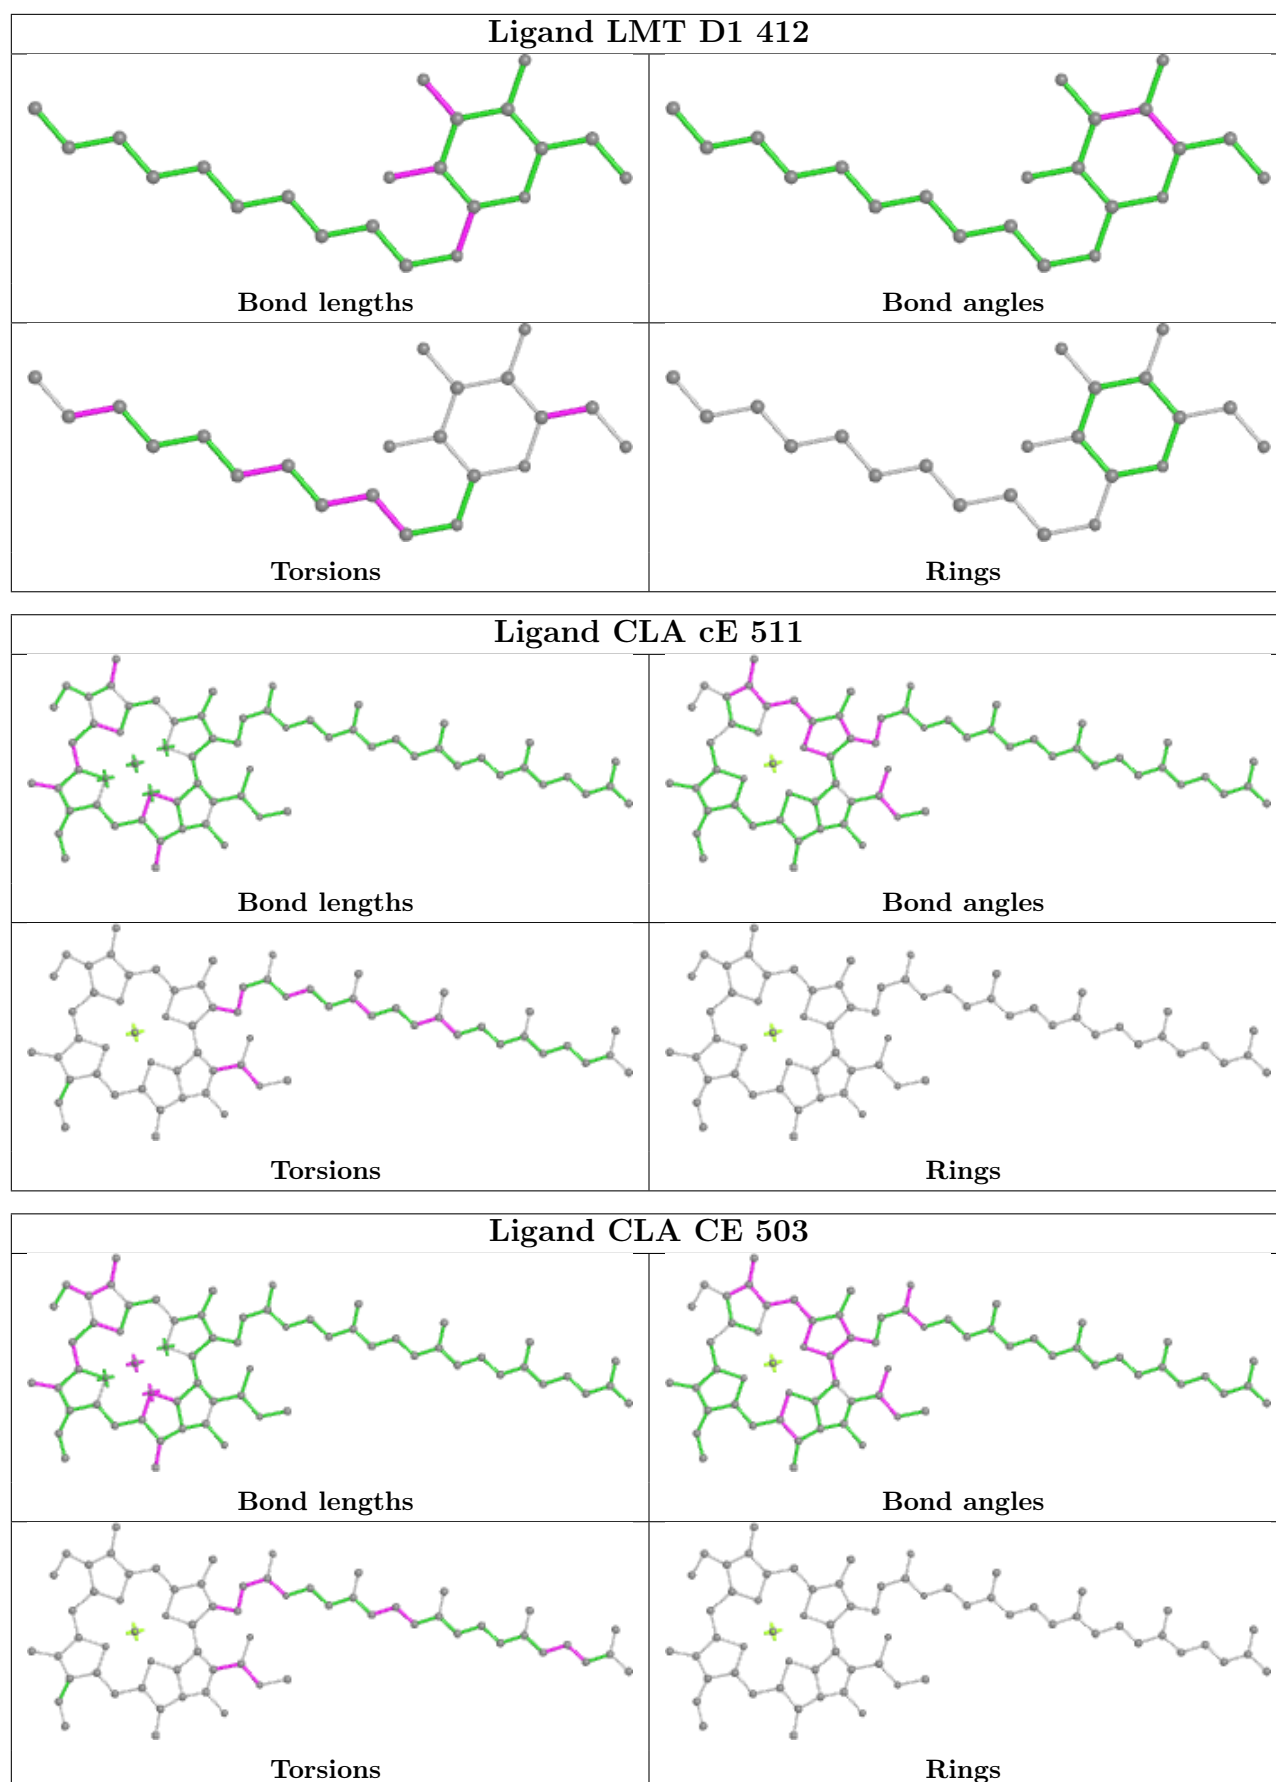 Ligand LMT D1 412
Bond lengths
Bond angles
Torsions
Rings
Ligand CLA cE 511
Bond lengths
Bond angles
Torsions
Rings
Ligand CLA CE 503
Bond lengths
Bond angles
Torsions
Rings